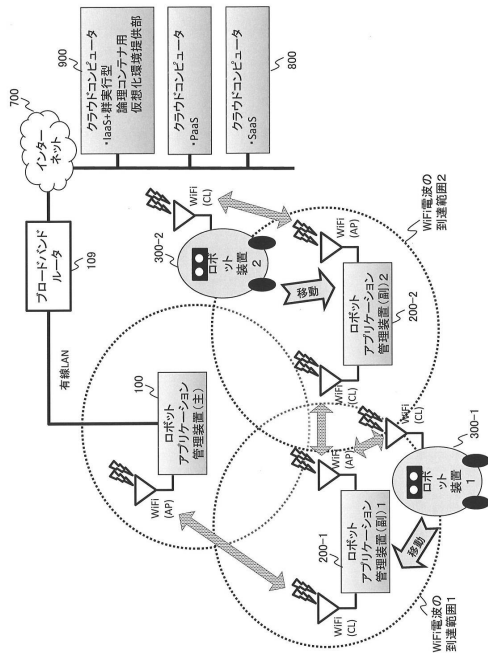 700
インター
ネット
ブロードバンド
ルータ
109
有線LAN
900
クラウドコンピュータ
・IaaS+群実行型
論理コンテナ用
仮想化環境提供部
クラウドコンピュータ
・PaaS
クラウドコンピュータ
・SaaS
800
100
ロボット
アプリケーション
管理装置(主)
WiFi
(AP)
300-2
ロボ
ット
装置
2
WiFi
(CL)
移動
WiFi
(AP)
ロボット
アプリケーション
管理装置(副)2
200-2
WiFi
(CL)
WiFi電波の
到達範囲2
200-1
ロボット
アプリケーション
管理装置(副)1
WiFi
(AP)
WiFi
(CL)
WiFi
(CL)
300-1
ロボ
ット
装置
1
移動
WiFi電波の
到達範囲1